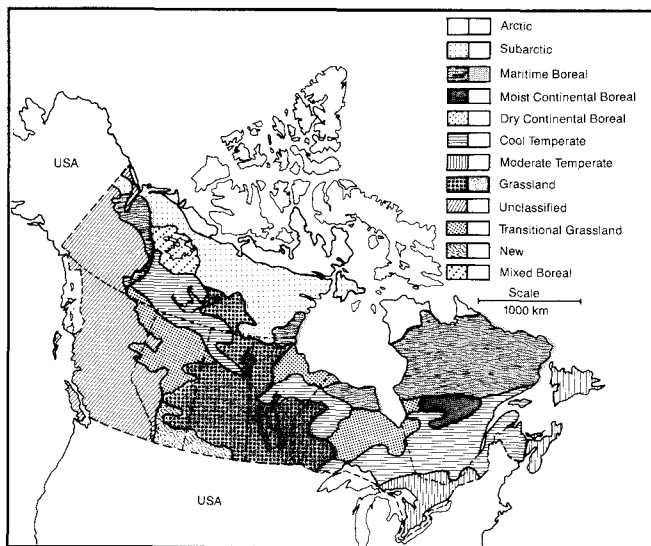 Arctic
Subarctic
Maritime Boreal
Moist Continental Boreal
Dry Continental Boreal
Cool Temperate
Moderate Temperate
Grassland
Unclassified
Transitional Grassland
New
Mixed Boreal
Scale
1000 km
USA
USA